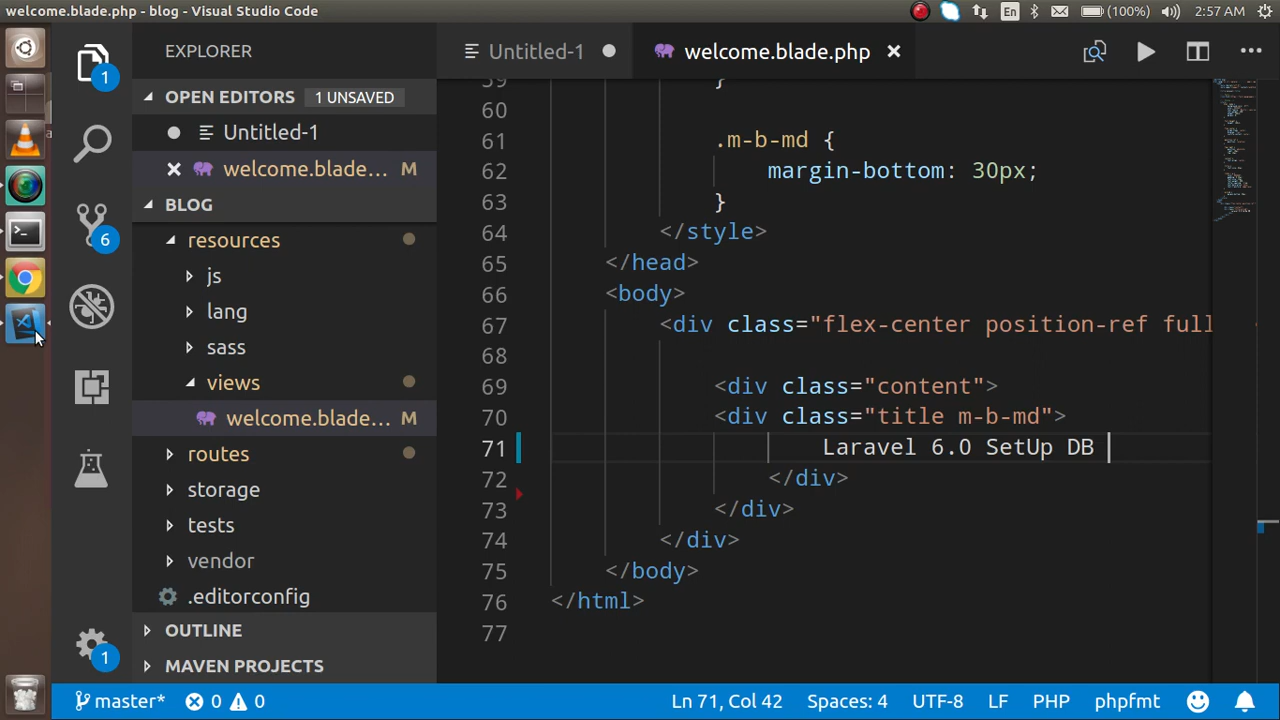 welcome.blade.php - blog - Visual Studio Code
En
(100%)
2:57 AM
EXPLORER
Untitled-1
welcome.blade.php
1
OPEN EDITORS
1 UNSAVED
Untitled-1
welcome.blade... M
BLOG
6
resources
js
lang
sass
views
welcome.blade... M
routes
storage
tests
vendor
.editorconfig
OUTLINE
MAVEN PROJECTS
1
59 }
60
61 .m-b-md {
62 margin-bottom: 30px;
63 }
64 </style>
65 </head>
66 <body>
67 <div class="flex-center position-ref full
68
69 <div class="content">
70 <div class="title m-b-md">
71 Laravel 6.0 SetUp DB
72 </div>
73 </div>
74 </div>
75 </body>
76 </html>
77
master* 0 0 Ln 71, Col 42 Spaces: 4 UTF-8 LF PHP phpfmt